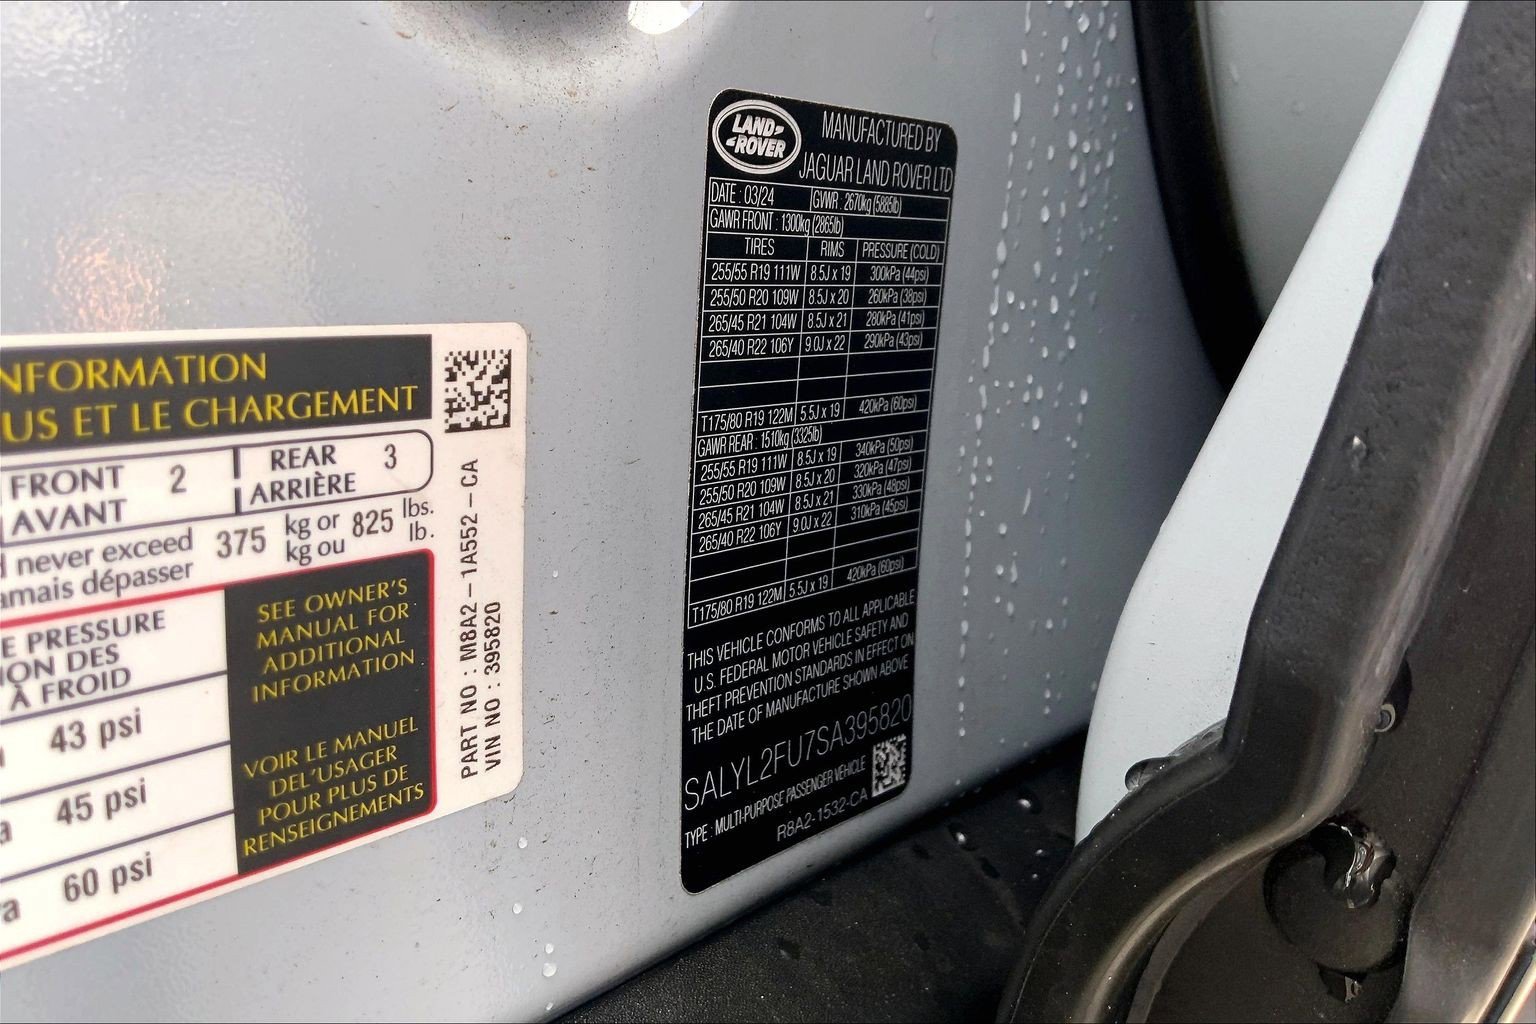 NFORMATION
US ET LE CHARGEMENT
FRONT 2 REAR 3
AVANT ARRIÈRE
d never exceed 375 kg or 825 lbs.
amais dépasser kg ou lb.
E PRESSURE
ION DES
À FROID
43 psi
a 45 psi
a 60 psi
SEE OWNER'S
MANUAL FOR
ADDITIONAL
INFORMATION
VOIR LE MANUEL
DEL'USAGER
POUR PLUS DE
RENSEIGNEMENTS
PART NO : M8A2 - 1A552 - CA
VIN NO : 395820
LAND-
-ROVER
MANUFACTURED BY
JAGUAR LAND ROVER LTD
DATE : 03/24 GVWR : 2670kg (5885lb)
GAWR FRONT : 1300kg (2865lb)
TIRES RIMS PRESSURE (COLD)
255/55 R19 111W 8.5J x 19 300kPa (44psi)
255/50 R20 109W 8.5J x 20 260kPa (38psi)
265/45 R21 104W 8.5J x 21 280kPa (41psi)
265/40 R22 106Y 9.0J x 22 290kPa (43psi)
T175/80 R19 122M 5.5J x 19 420kPa (60psi)
GAWR REAR : 1510kg (3325lb)
255/55 R19 111W 8.5J x 19 340kPa (50psi)
255/50 R20 109W 8.5J x 20 320kPa (47psi)
265/45 R21 104W 8.5J x 21 330kPa (48psi)
265/40 R22 106Y 9.0J x 22 310kPa (45psi)
T175/80 R19 122M 5.5J x 19 420kPa (60psi)
THIS VEHICLE CONFORMS TO ALL APPLICABLE
U.S. FEDERAL MOTOR VEHICLE SAFETY AND
THEFT PREVENTION STANDARDS IN EFFECT ON
THE DATE OF MANUFACTURE SHOWN ABOVE
SALYL2FU7SA395820
TYPE : MULTI-PURPOSE PASSENGER VEHICLE
R8A2-1532-CA